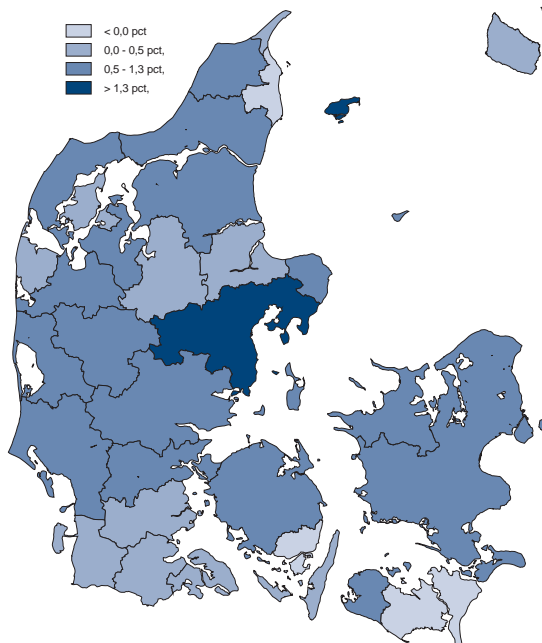 < 0,0 pct,
0,0 - 0,5 pct,
0,5 - 1,3 pct,
> 1,3 pct,